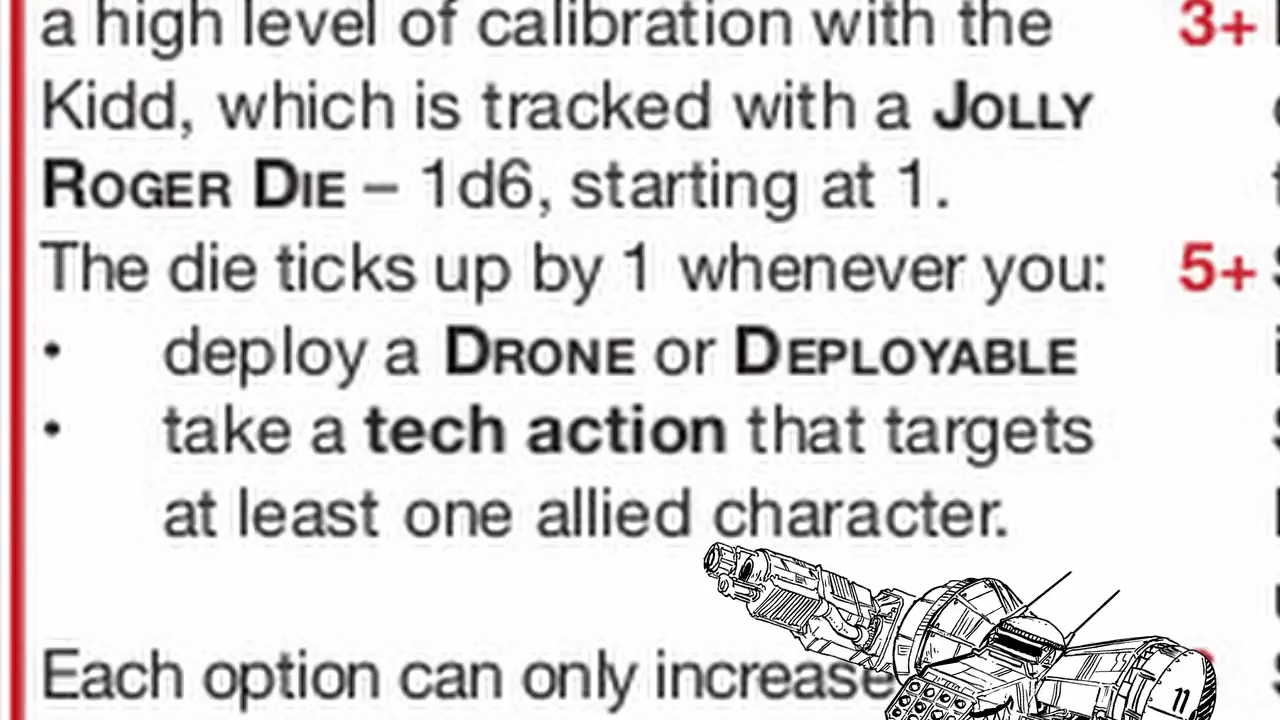 a high level of calibration with the
Kidd, which is tracked with a JOLLY
ROGER DIE – 1d6, starting at 1.
The die ticks up by 1 whenever you:
• deploy a DRONE or DEPLOYABLE
• take a tech action that targets
at least one allied character.
Each option can only increase
3+
5+
11